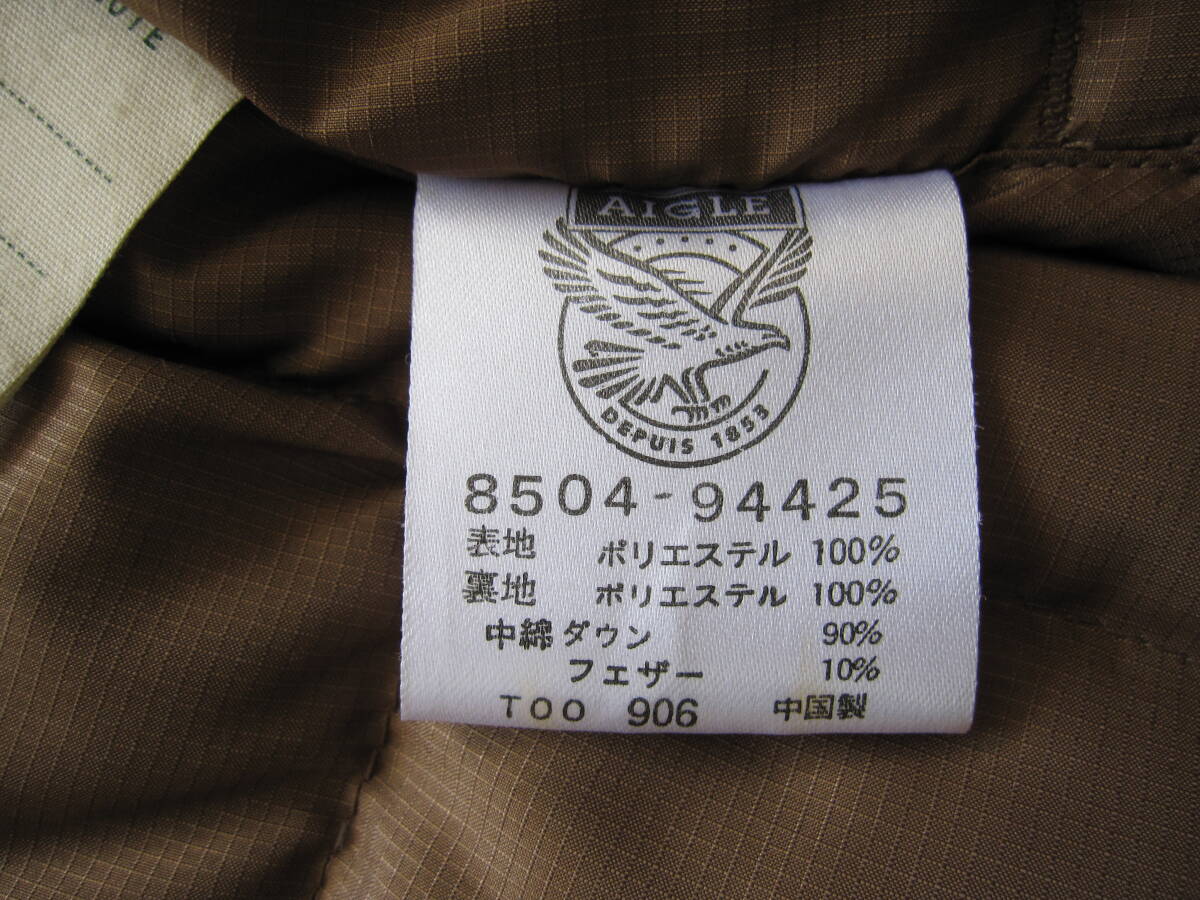 AIGLE
DEPUIS 1853
8504-94425
表地 ポリエステル 100%
裏地 ポリエステル 100%
中綿 ダウン 90%
フェザー 10%
TOO 906 中国製